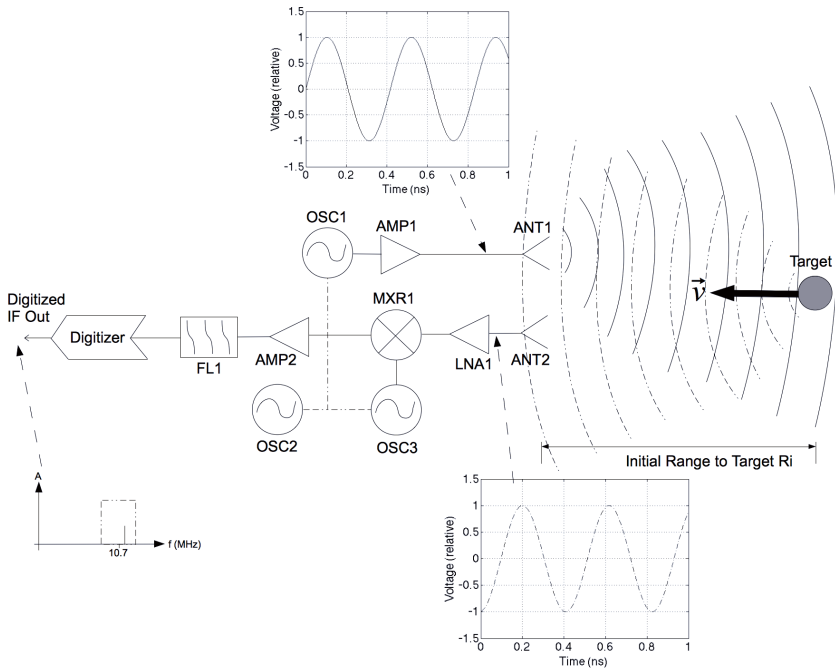 1.5
1
0.5
0
-0.5
-1
-1.5
Voltage (relative)
0 0.2 0.4 0.6 0.8 1
Time (ns)
OSC1
AMP1
ANT1
Target
v
Digitized
IF Out
Digitizer
FL1
AMP2
MXR1
LNA1
ANT2
OSC2
OSC3
Initial Range to Target Ri
A
f (MHz)
10.7
1.5
1
0.5
0
-0.5
-1
-1.5
Voltage (relative)
0 0.2 0.4 0.6 0.8 1
Time (ns)